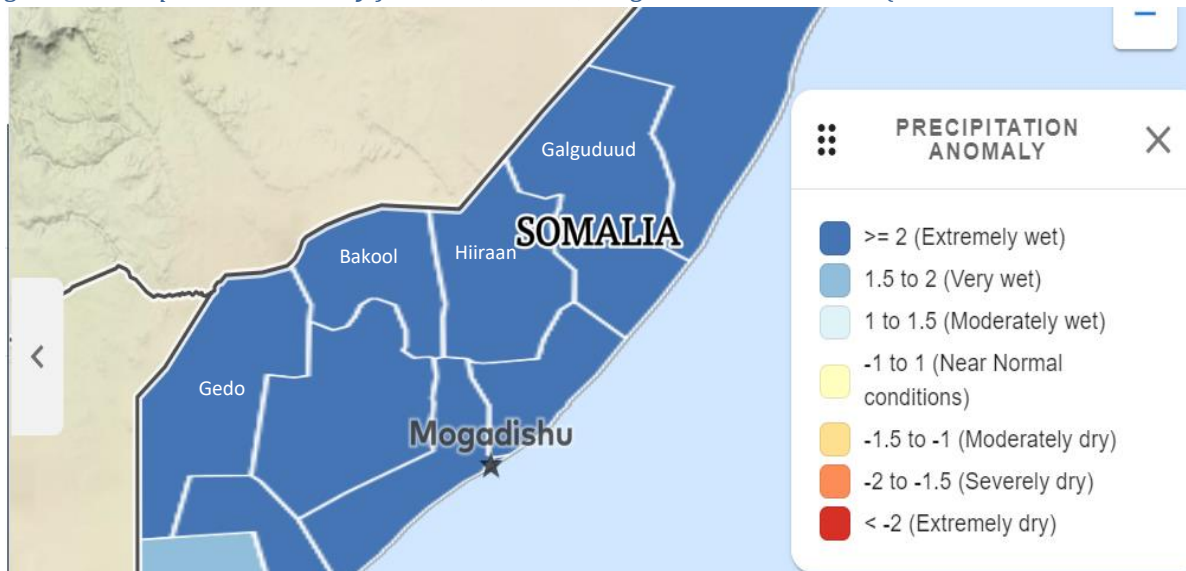 Galguduud
SOMALIA
Bakool
Hiiraan
Gedo
Mogadishu
PRECIPITATION
ANOMALY
>= 2 (Extremely wet)
1.5 to 2 (Very wet)
1 to 1.5 (Moderately wet)
-1 to 1 (Near Normal
conditions)
-1.5 to -1 (Moderately dry)
-2 to -1.5 (Severely dry)
< -2 (Extremely dry)